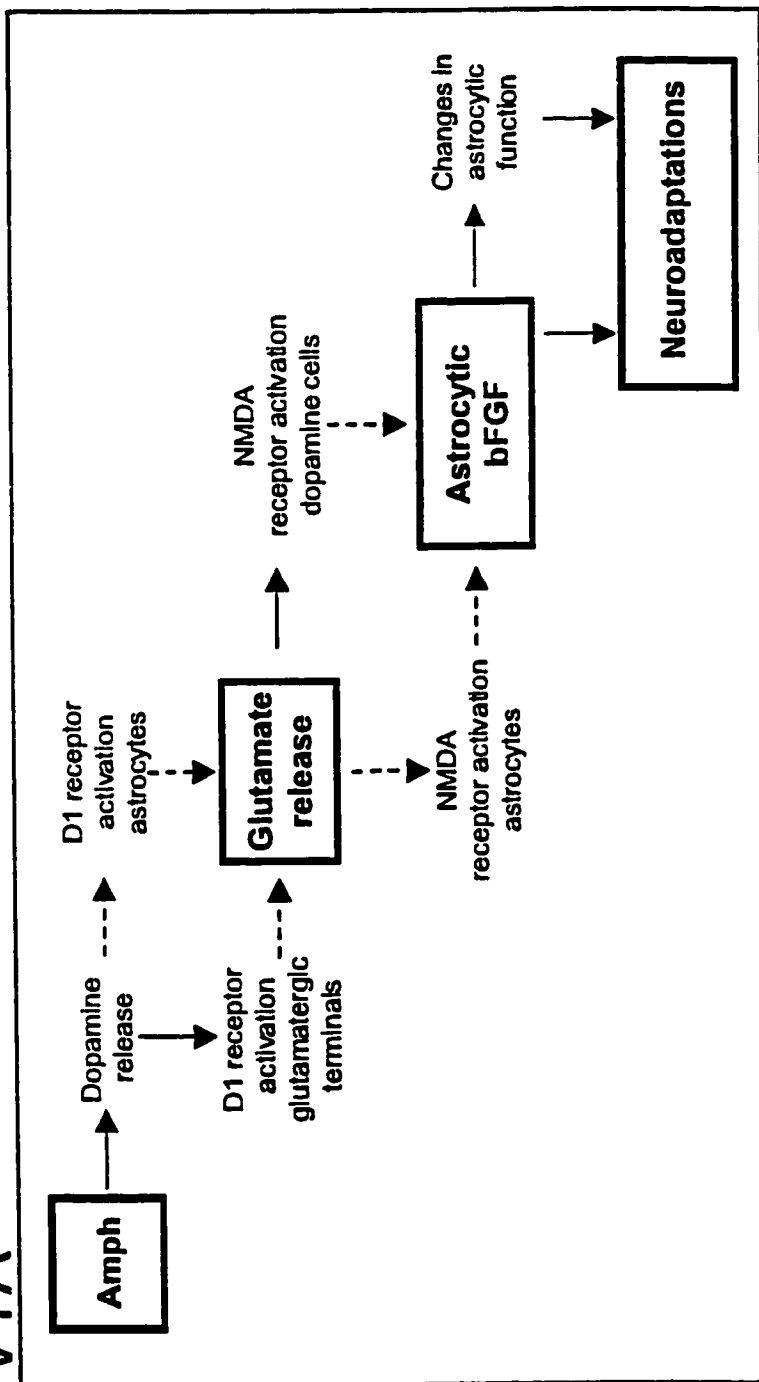 VTA
Amph
Dopamine
release
D1 receptor
activation
astrocytes
D1 receptor
activation
glutamatergic
terminals
Glutamate
release
NMDA
receptor activation
dopamine cells
NMDA
receptor activation
astrocytes
Astrocytic
bFGF
Changes in
astrocytic
function
Neuroadaptations